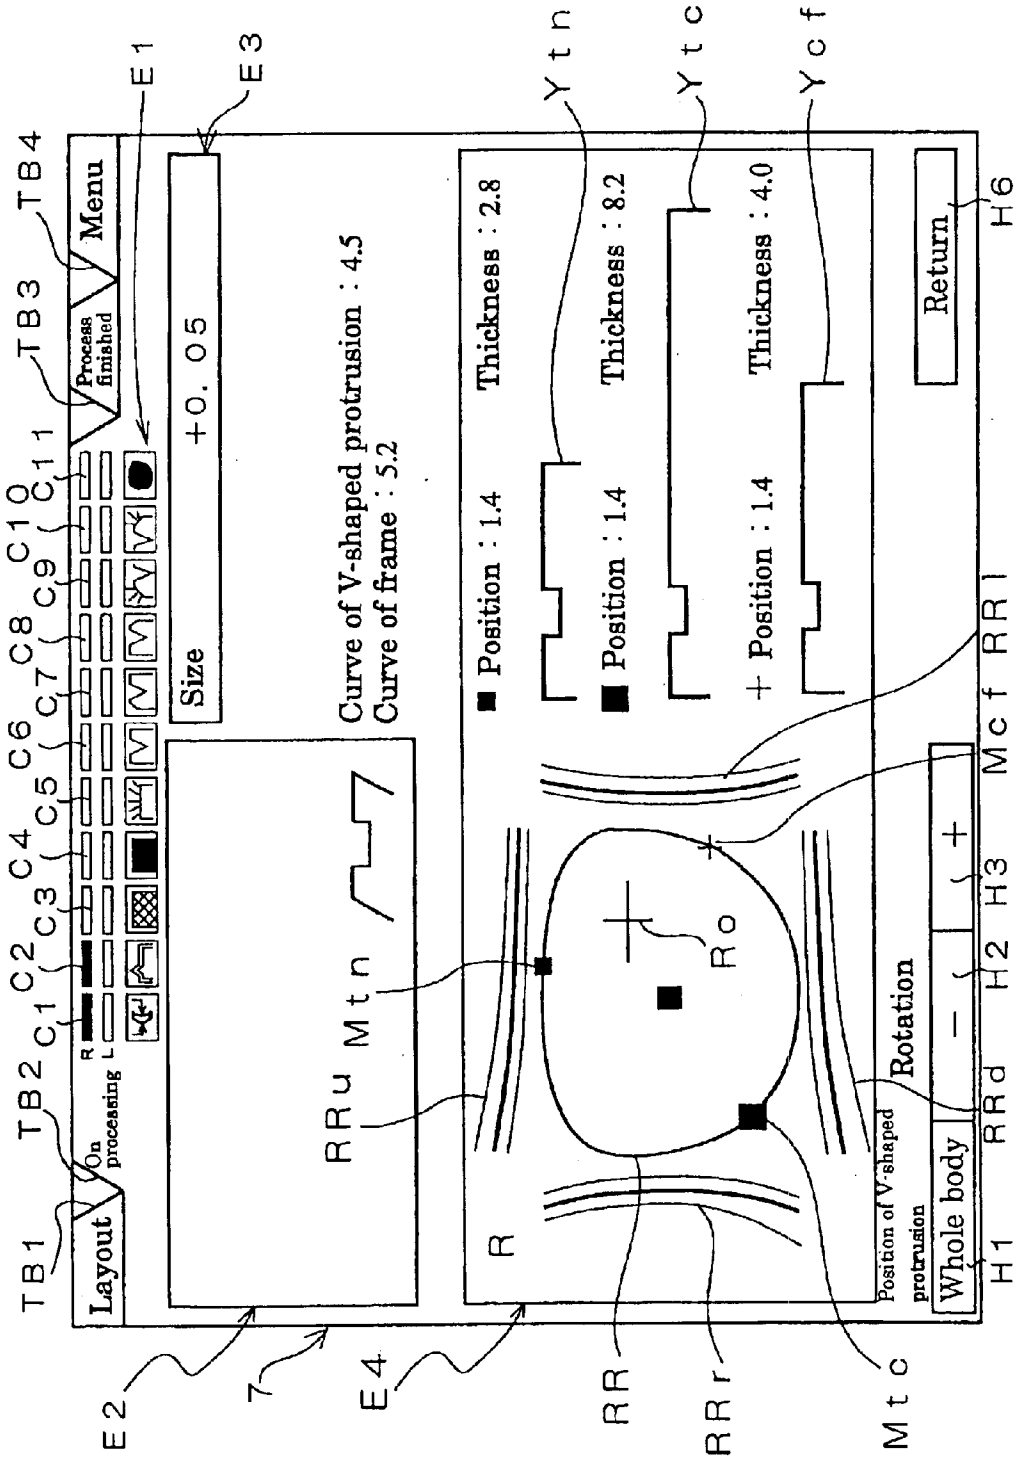 TB1 TB2 C1 C2 C3 C4 C5 C6 C7 C8 C9 C10 C11 TB3 TB4
Layout
On
processing
R
L
Process
finished
Menu
E1
E2
Size +0.05
E3
7
Curve of V-shaped protrusion : 4.5
Curve of frame : 5.2
E4
R
RRu
Mtn
Position : 1.4 Thickness : 2.8
Ytn
Position : 1.4 Thickness : 8.2
Ytc
+ Position : 1.4 Thickness : 4.0
Ycf
RR
RRr
Ro
Mtc
Position of V-shaped
protrusion
Rotation
Whole body
−
+
Return
H1
RRd
H2
H3
Mcf
RRl
H6